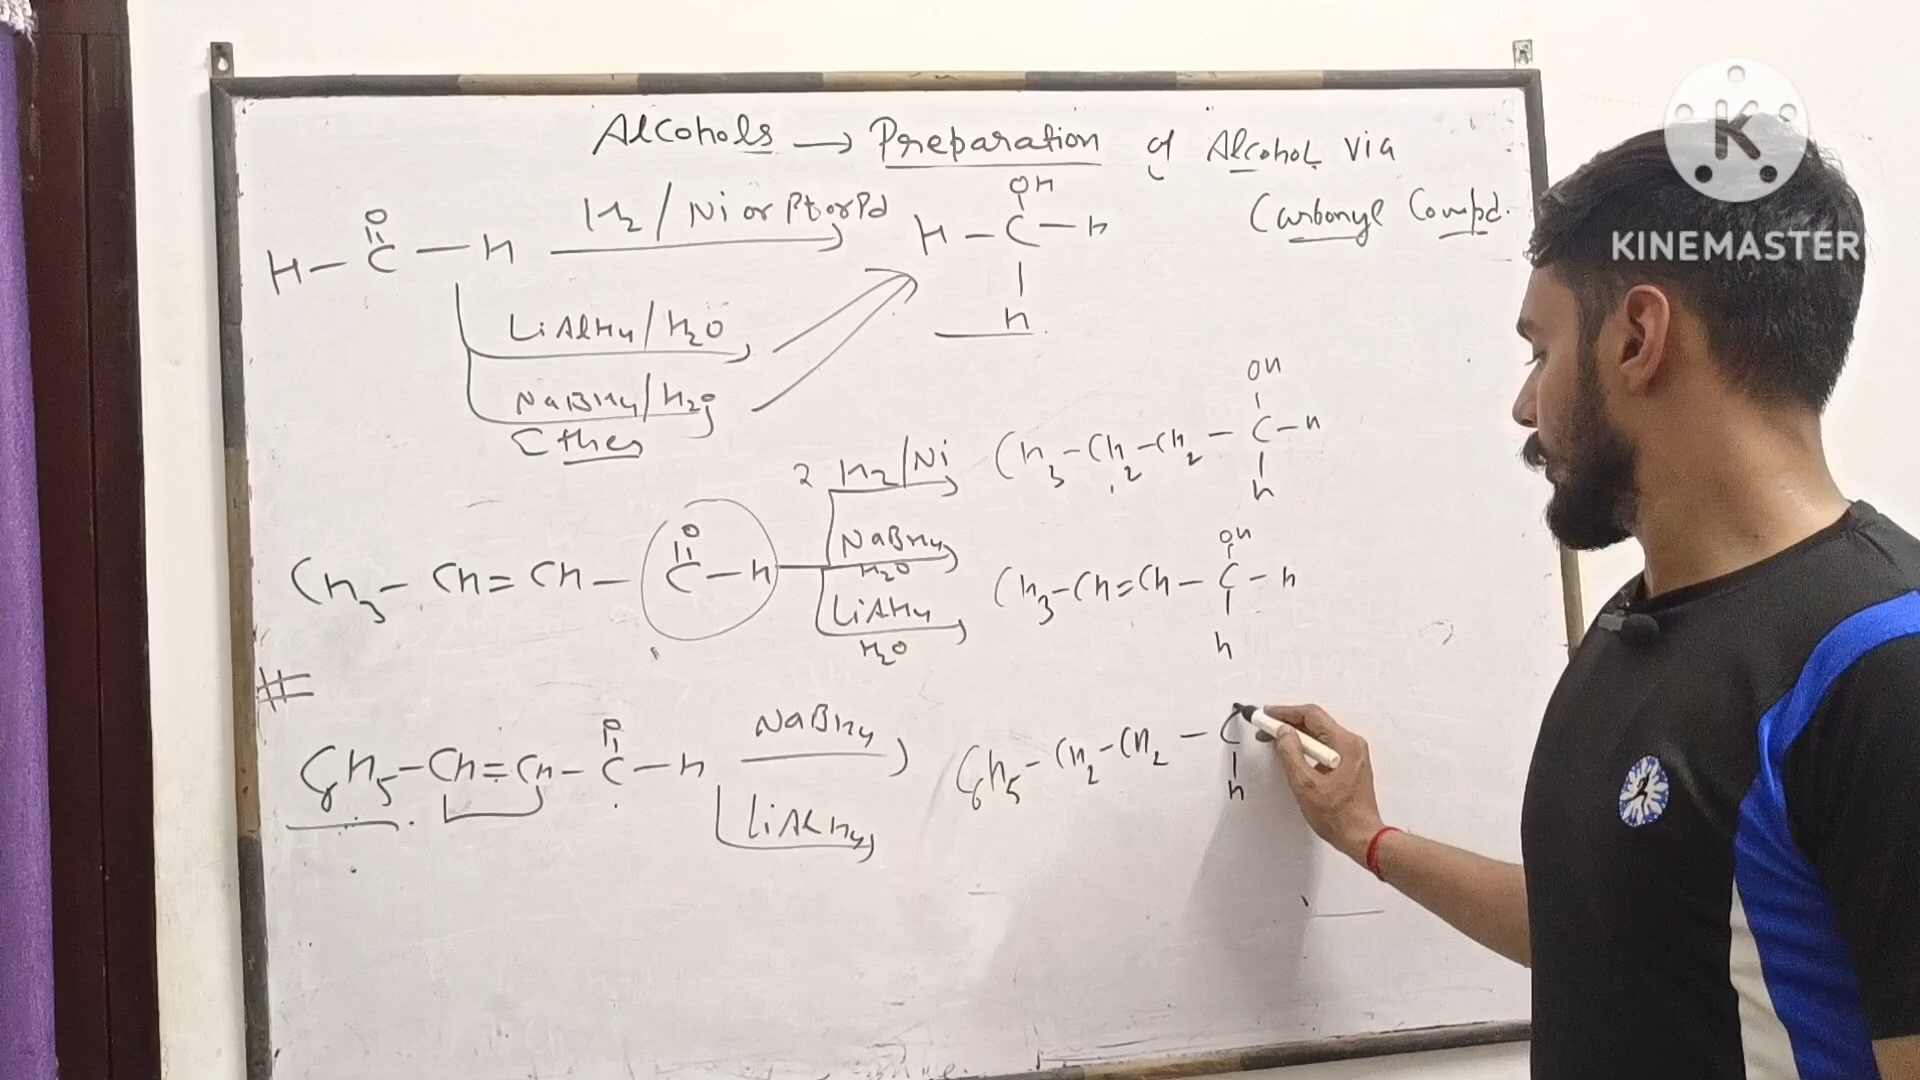 Alcohols → Preparation of Alcohol via
Carbonyl Compd.
O
H - C - H
H2 / Ni or Pt or Pd
OH
H - C - H
H
LiAlH4 / H2O
NaBH4 / H2O
Ether
CH3 - CH = CH - C - H
O
2 H2 / Ni
CH3 - CH2 - CH2 - C - H
OH
H
NaBH4
H2O
LiAlH4
H2O
CH3 - CH = CH - C - H
OH
H
#
C6H5 - CH = CH - C - H
O
NaBH4
LiAlH4
C6H5 - CH2 - CH2 - C
H
K
KINEMASTER